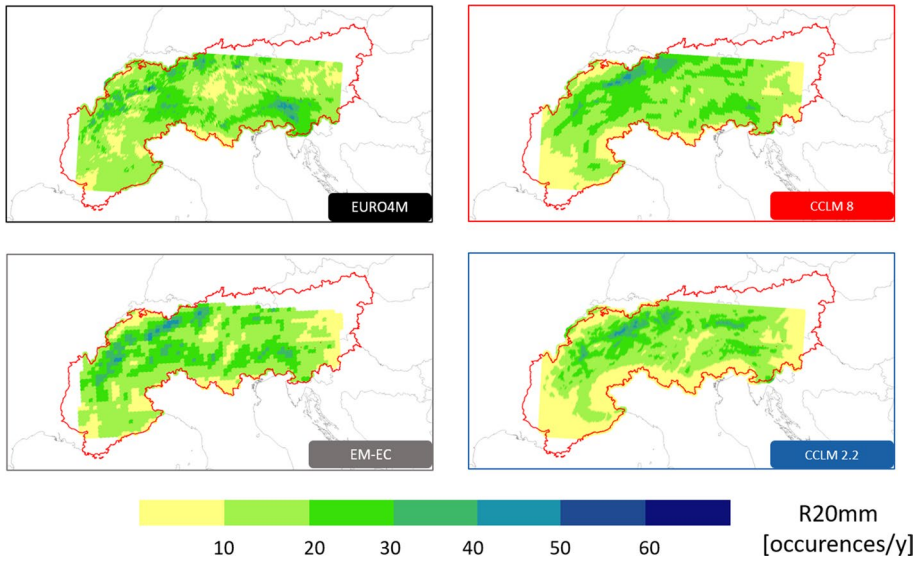 EURO4M
CCLM 8
EM-EC
CCLM 2.2
10 20 30 40 50 60
R20mm
[occurences/y]